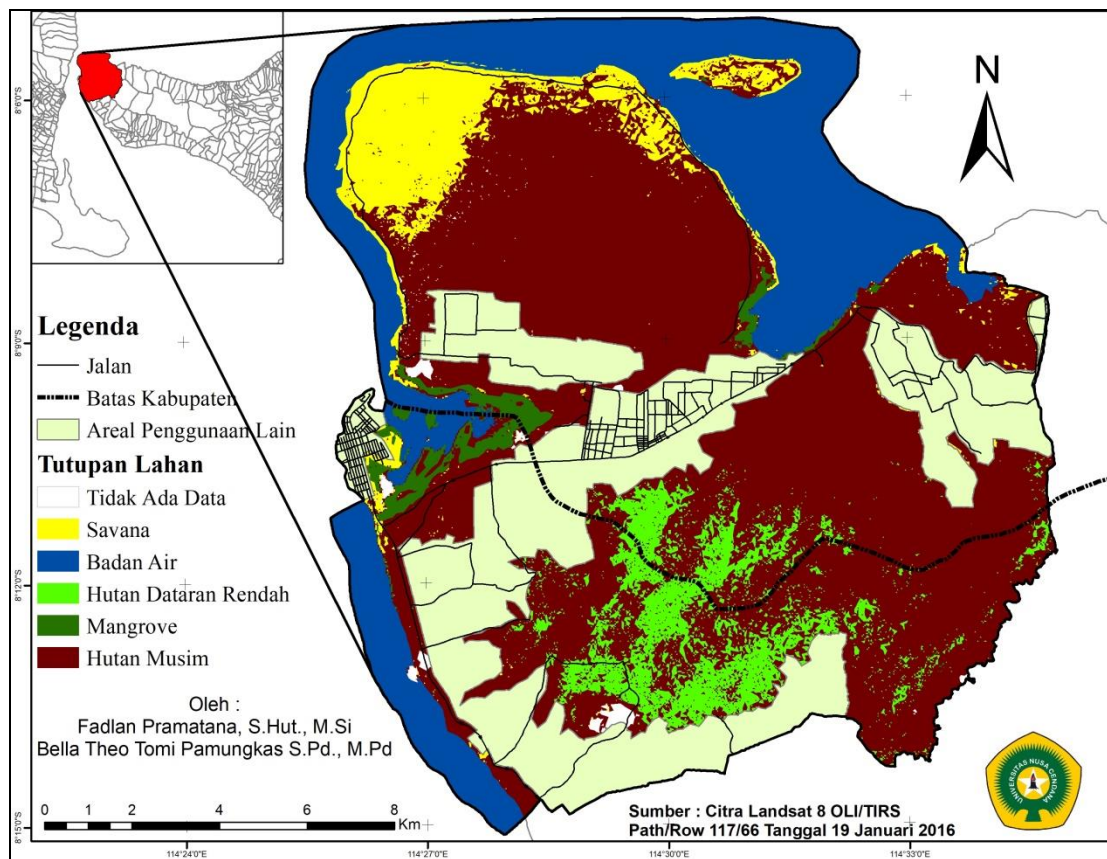 N
8°6'0"S
8°9'0"S
8°12'0"S
8°15'0"S
Legenda
Jalan
Batas Kabupaten
Areal Penggunaan Lain
Tutupan Lahan
Tidak Ada Data
Savana
Badan Air
Hutan Dataran Rendah
Mangrove
Hutan Musim
Oleh :
Fadlan Pramatana, S.Hut., M.Si
Bella Theo Tomi Pamungkas S.Pd., M.Pd
0 1 2 4 6 8
Km
Sumber : Citra Landsat 8 OLI/TIRS
Path/Row 117/66 Tanggal 19 Januari 2016
UNIVERSITAS NUSA CENDANA
114°24'0"E 114°27'0"E 114°30'0"E 114°33'0"E